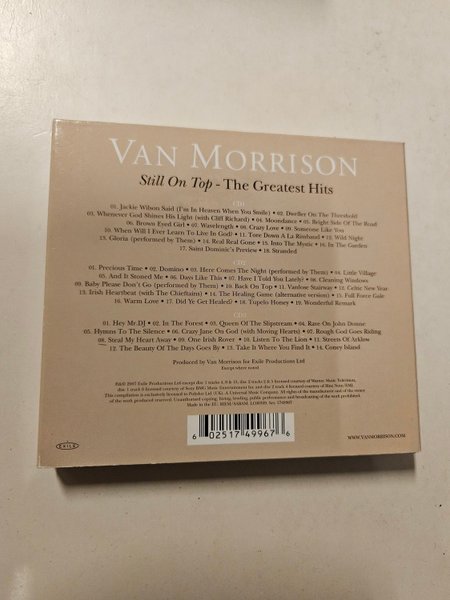 VAN MORRISON
Still On Top - The Greatest Hits
CD1
01. Jackie Wilson Said (I'm In Heaven When You Smile) • 02. Dweller On The Threshold
03. Whenever God Shines His Light (with Cliff Richard) • 04. Moondance • 05. Bright Side Of The Road
06. Brown Eyed Girl • 07. Wavelength • 08. Crazy Love • 09. Someone Like You
10. When Will I Ever Learn To Live In God? • 11. Tore Down A La Rimbaud • 12. Wild Night
13. Gloria (performed by Them) • 14. Real Real Gone • 15. Into The Mystic • 16. In The Garden
17. Saint Dominic's Preview • 18. Stranded
CD2
01. Precious Time • 02. Domino • 03. Here Comes The Night (performed by Them) • 04. Little Village
05. And It Stoned Me • 06. Days Like This • 07. Have I Told You Lately? • 08. Cleaning Windows
09. Baby Please Don't Go (performed by Them) • 10. Back On Top • 11. Vanlose Stairway • 12. Celtic New Year
13. Irish Heartbeat (with The Chieftains) • 14. The Healing Game (alternative version) • 15. Full Force Gale
16. Warm Love • 17. Did Ye Get Healed? • 18. Tupelo Honey • 19. Wonderful Remark
CD3
01. Hey Mr.DJ • 02. In The Forest • 03. Queen Of The Slipstream • 04. Rave On John Donne
05. Hymns To The Silence • 06. Crazy Jane On God (with Moving Hearts) • 07. Rough God Goes Riding
08. Steal My Heart Away • 09. One Irish Rover • 10. Listen To The Lion • 11. Streets Of Arklow
12. The Beauty Of The Days Goes By • 13. Take It Where You Find It • 14. Coney Island
Produced by Van Morrison for Exile Productions Ltd
Except where noted
6 02517 49967 6
EXILE
WWW.VANMORRISON.COM